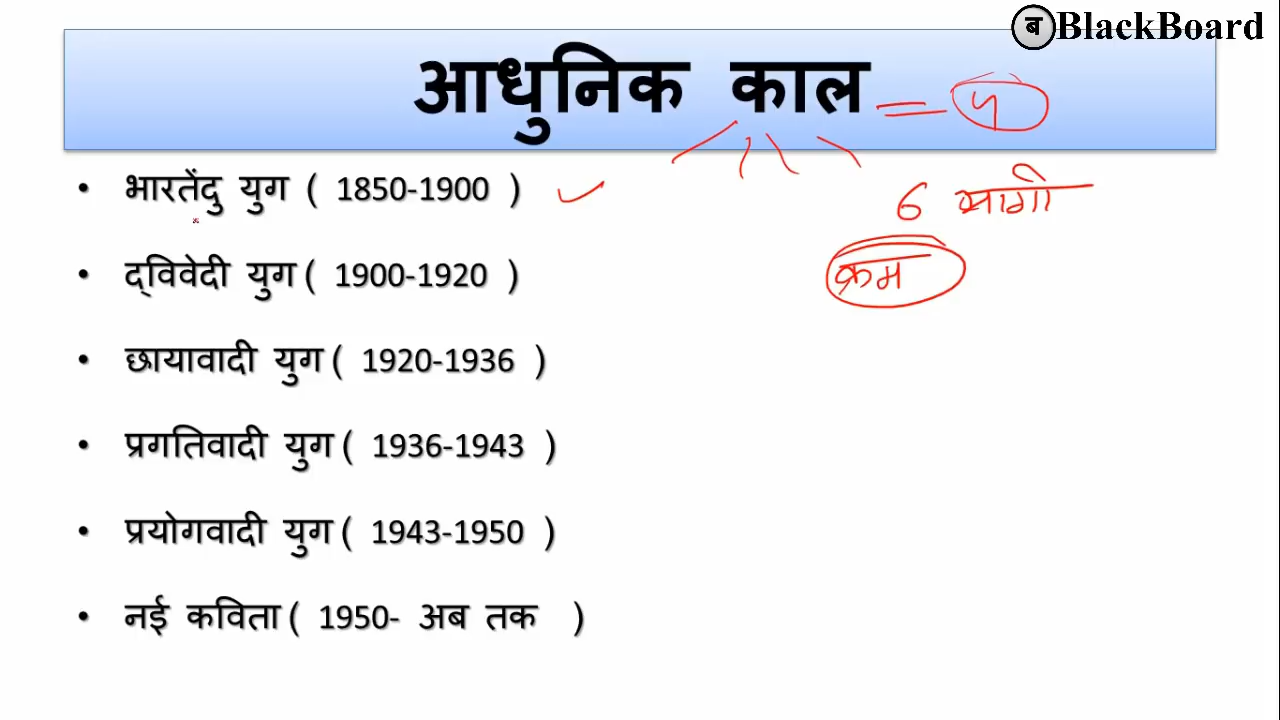 ब BlackBoard
आधुनिक काल = ५
भारतेंदु युग ( 1850-1900 )
6 भागो
द्विवेदी युग ( 1900-1920 )
क्रम
छायावादी युग ( 1920-1936 )
प्रगतिवादी युग ( 1936-1943 )
प्रयोगवादी युग ( 1943-1950 )
नई कविता ( 1950- अब तक )